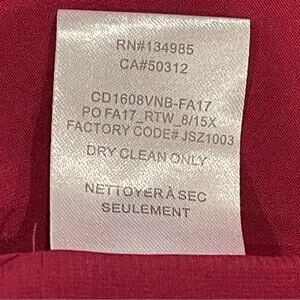 RN#134985
CA#50312
CD1608VNB-FA17
PO FA17_RTW_8/15X
FACTORY CODE# JSZ1003
DRY CLEAN ONLY
NETTOYER À SEC
SEULEMENT